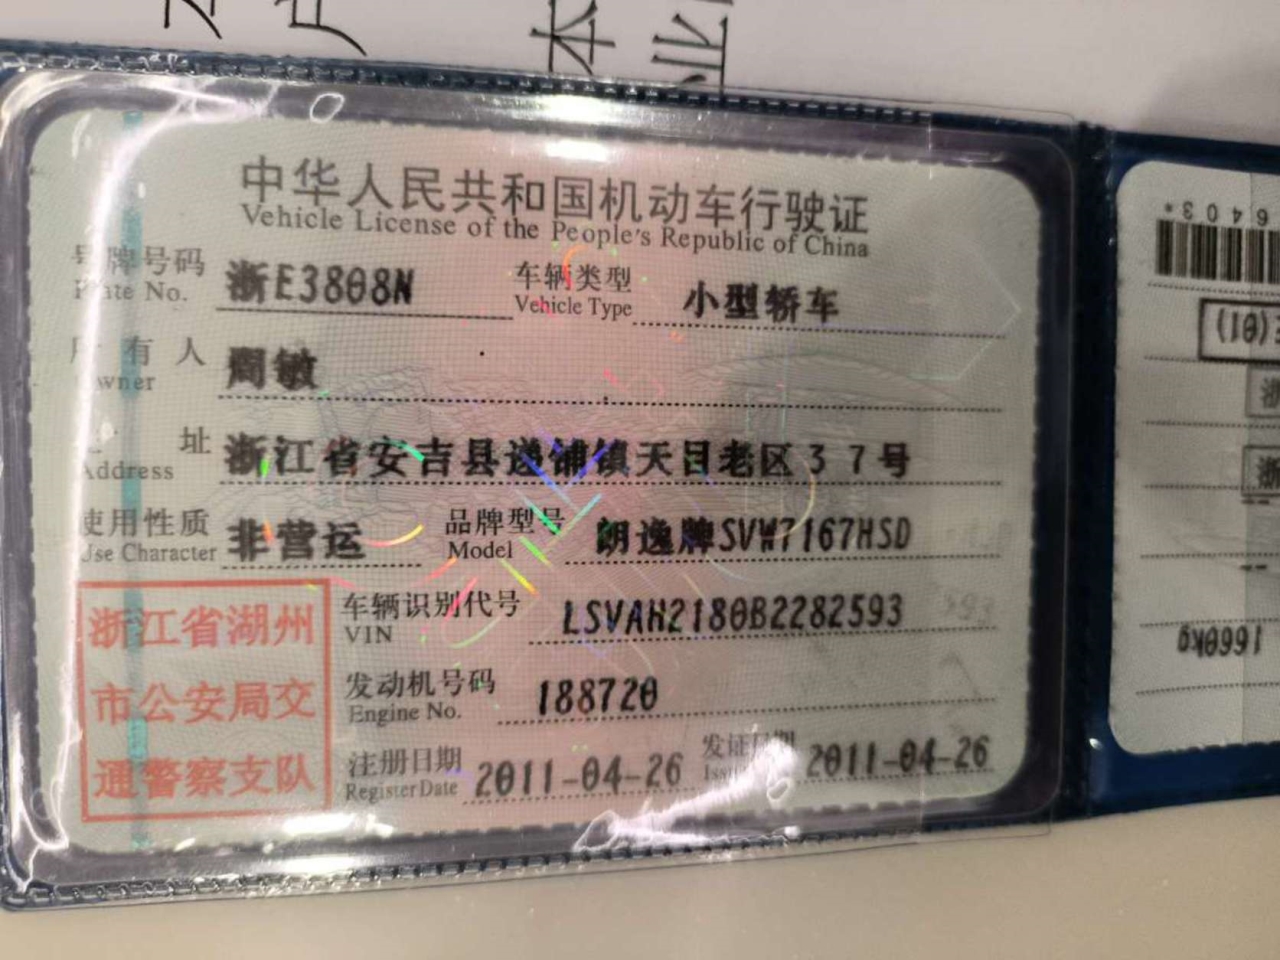 本
业
中华人民共和国机动车行驶证
Vehicle License of the People's Republic of China
号牌号码 浙E3808N 车辆类型 小型轿车
Plate No. Vehicle Type
所有人 周敏
Owner
址 浙江省安吉县递铺镇天目老区37号
Address
使用性质 非营运 品牌型号 朗逸牌SVW7167HSD
Use Character Model
浙江省湖州
市公安局交
通警察支队
车辆识别代号 LSVAH2180B2282593
VIN
发动机号码 188720
Engine No.
注册日期 2011-04-26 发证日期 2011-04-26
Register Date
1660kg